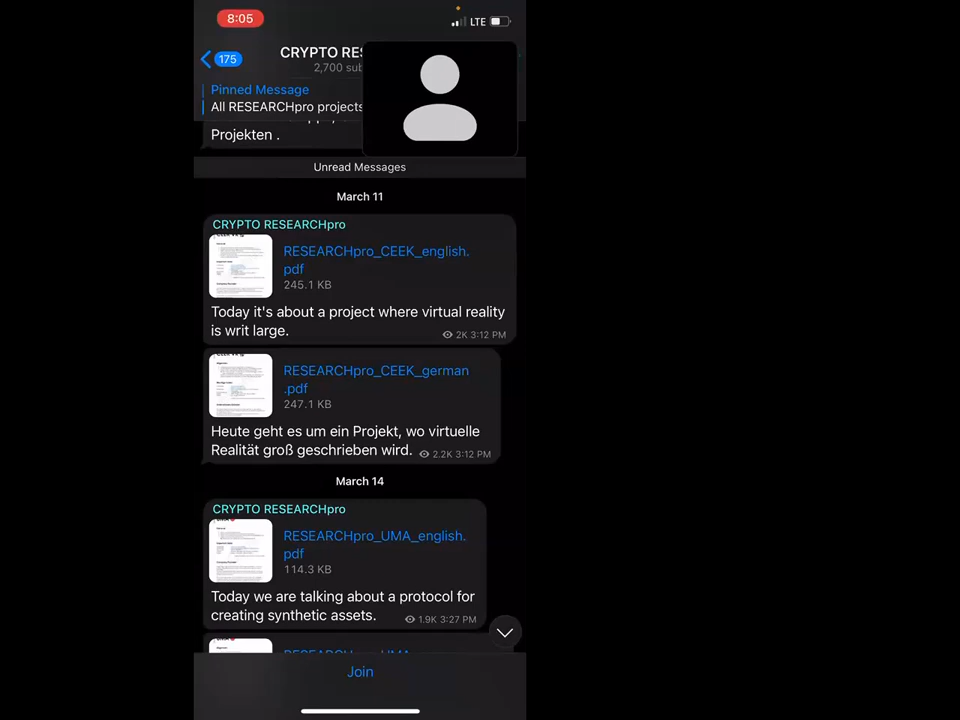 8:05
LTE
175
CRYPTO RES
2,700 sub
Pinned Message
All RESEARCHpro projects
Projekten .
Unread Messages
March 11
CRYPTO RESEARCHpro
RESEARCHpro_CEEK_english.
pdf
245.1 KB
Today it's about a project where virtual reality
is writ large.
2K 3:12 PM
RESEARCHpro_CEEK_german
.pdf
247.1 KB
Heute geht es um ein Projekt, wo virtuelle
Realität groß geschrieben wird.
2.2K 3:12 PM
March 14
CRYPTO RESEARCHpro
RESEARCHpro_UMA_english.
pdf
114.3 KB
Today we are talking about a protocol for
creating synthetic assets.
1.9K 3:27 PM
Join